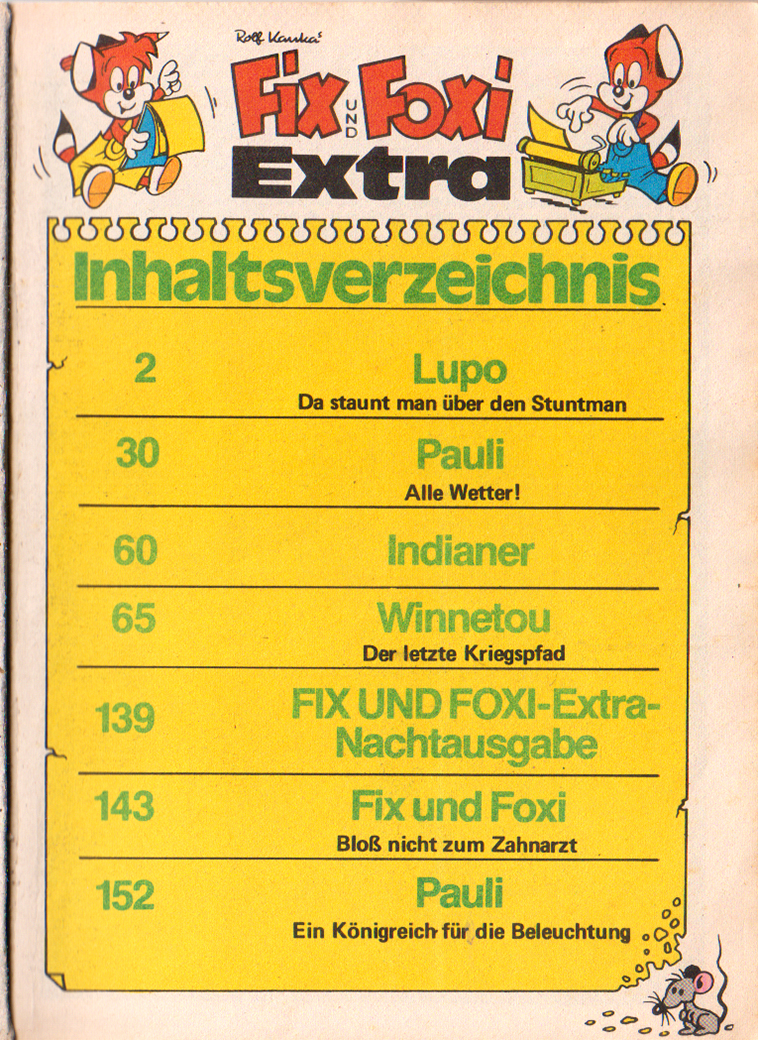 Rolf Kauka's
Fix UND Foxi
Extra
Inhaltsverzeichnis
2 Lupo
Da staunt man über den Stuntman
30 Pauli
Alle Wetter!
60 Indianer
65 Winnetou
Der letzte Kriegspfad
139 FIX UND FOXI-Extra-
Nachtausgabe
143 Fix und Foxi
Bloß nicht zum Zahnarzt
152 Pauli
Ein Königreich für die Beleuchtung